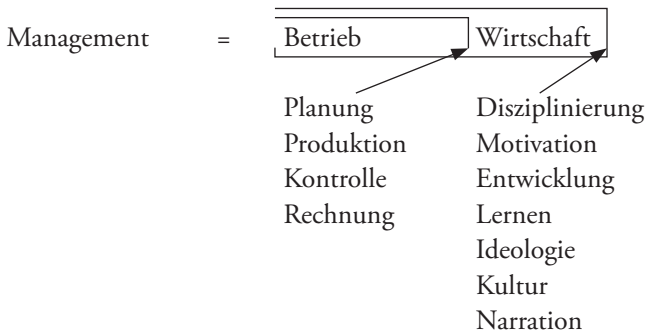 Management = Betrieb Wirtschaft
Planung Disziplinierung
Produktion Motivation
Kontrolle Entwicklung
Rechnung Lernen
Ideologie
Kultur
Narration